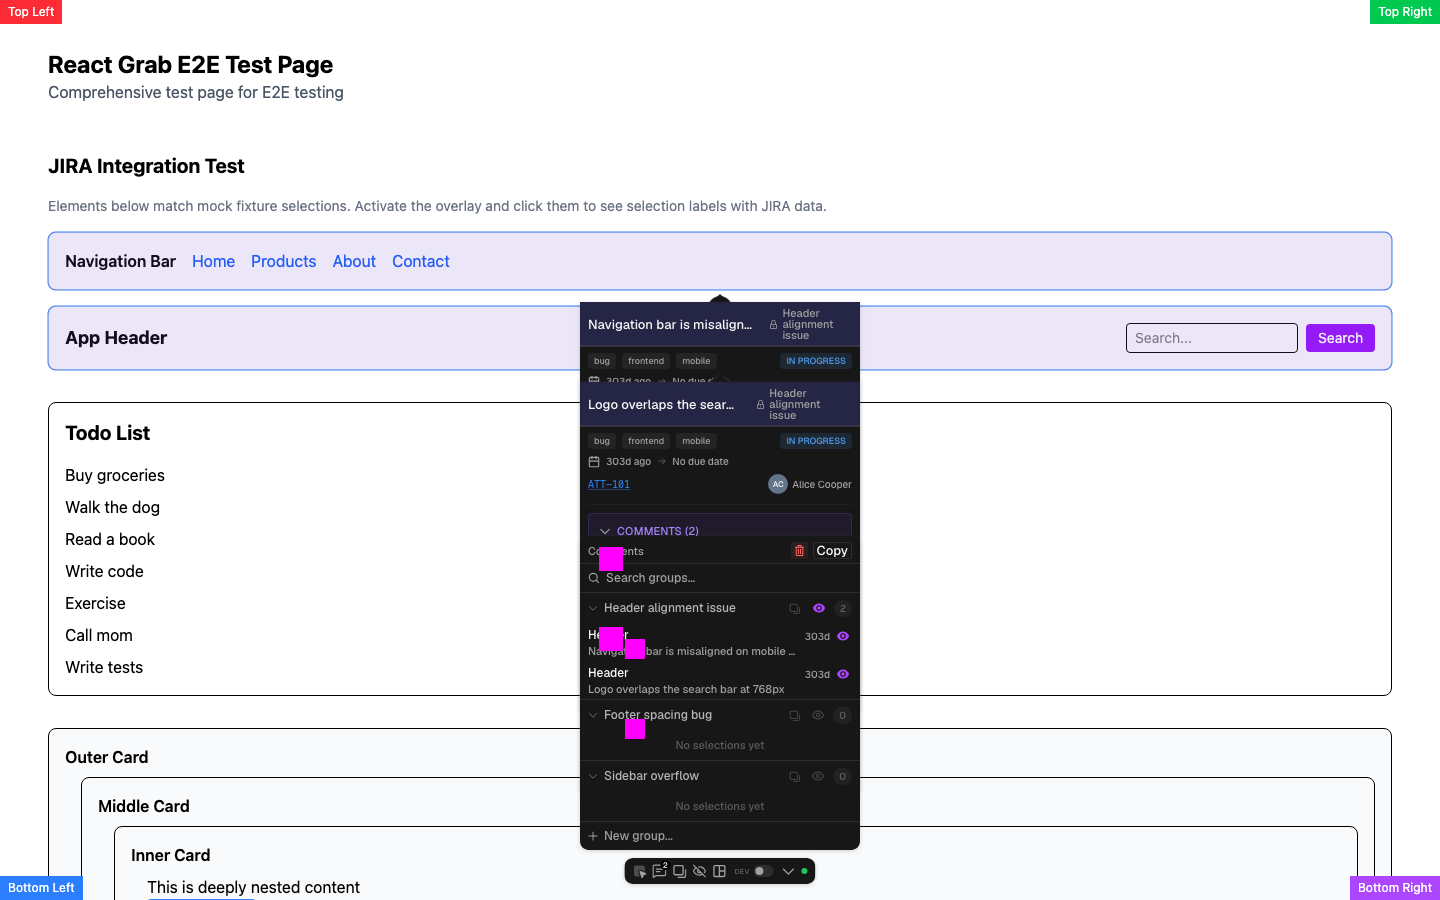 Top Left
Top Right
React Grab E2E Test Page
Comprehensive test page for E2E testing
JIRA Integration Test
Elements below match mock fixture selections. Activate the overlay and click them to see selection labels with JIRA data.
Navigation Bar Home Products About Contact
App Header
Search...
Search
Navigation bar is misalign...
Header alignment issue
bug frontend mobile IN PROGRESS
303d ago → No due
Logo overlaps the sear...
Header alignment issue
bug frontend mobile IN PROGRESS
303d ago → No due date
ATT-101
AC Alice Cooper
COMMENTS (2)
Copy
Search groups...
Header alignment issue 2
303d
bar is misaligned on mobile ...
Header 303d
Logo overlaps the search bar at 768px
Footer spacing bug 0
No selections yet
Sidebar overflow 0
No selections yet
New group...
2
DEV
Todo List
Buy groceries
Walk the dog
Read a book
Write code
Exercise
Call mom
Write tests
Outer Card
Middle Card
Inner Card
This is deeply nested content
Bottom Left
Bottom Right